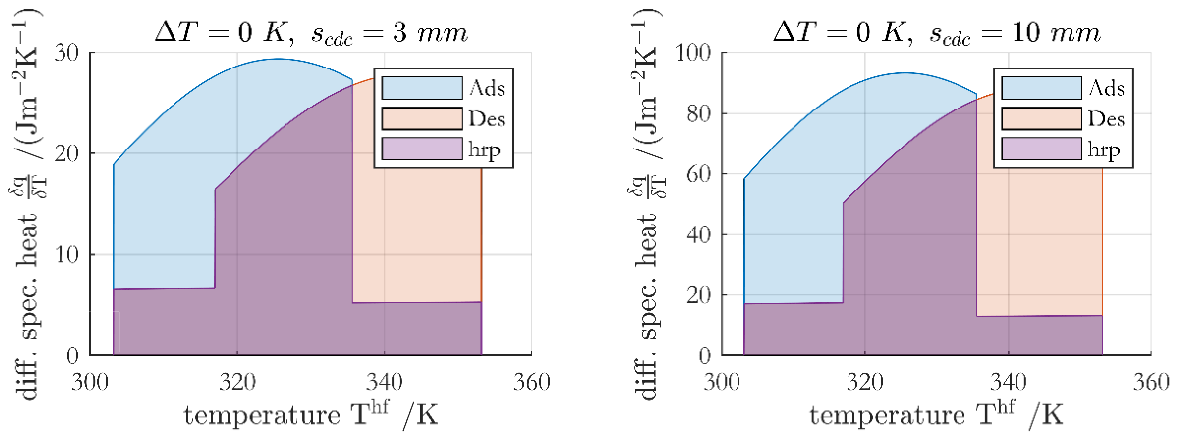 ΔT = 0 K, s_cdc = 3 mm
diff. spec. heat δq/δT /(Jm⁻²K⁻¹)
30
20
10
0
Ads
Des
hrp
300 320 340 360
temperature T^hf /K
ΔT = 0 K, s_cdc = 10 mm
diff. spec. heat δq/δT /(Jm⁻²K⁻¹)
100
80
60
40
20
0
Ads
Des
hrp
300 320 340 360
temperature T^hf /K